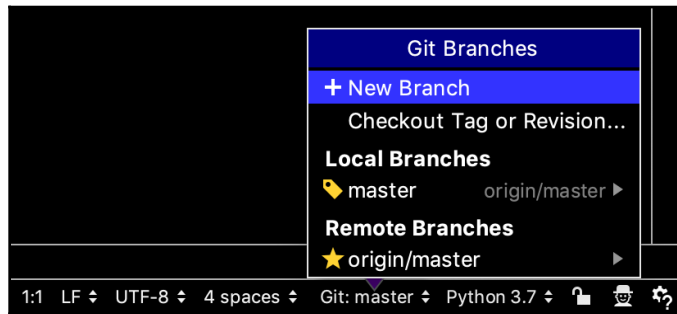 Git Branches
New Branch
Checkout Tag or Revision...
Local Branches
master origin/master
Remote Branches
origin/master
1:1 LF UTF-8 4 spaces Git: master Python 3.7